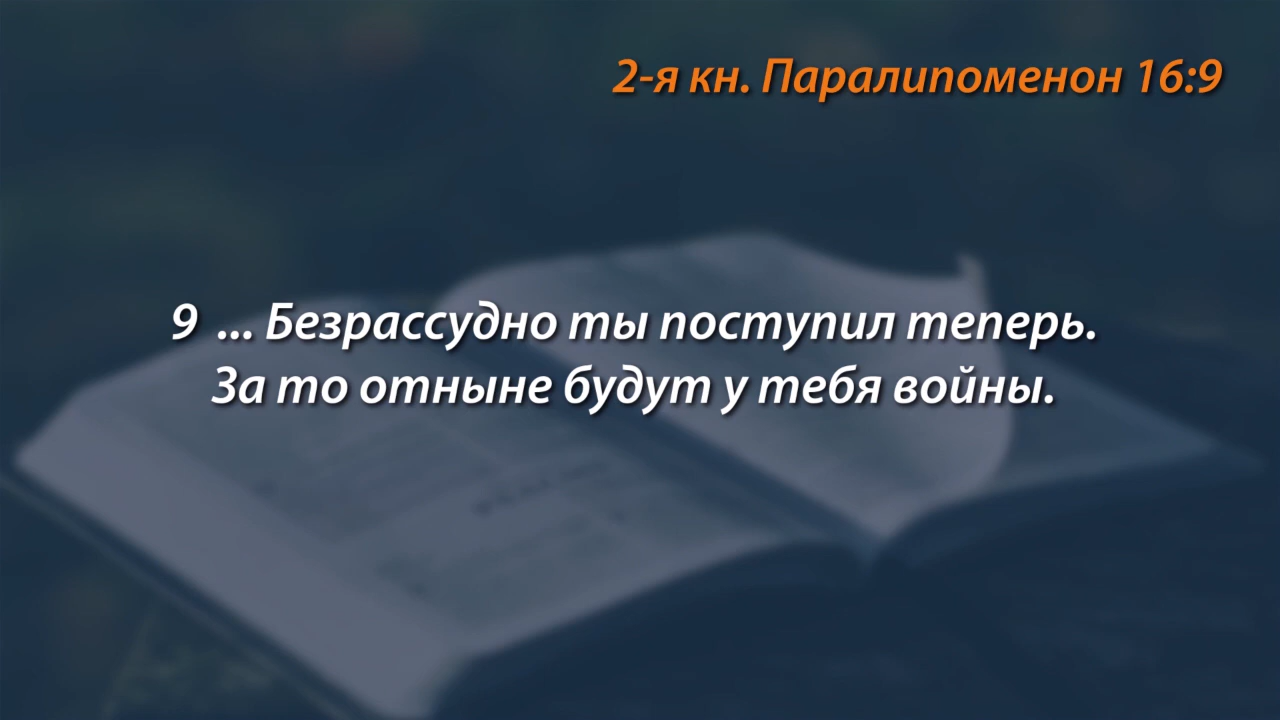 2-я кн. Паралипоменон 16:9
9 ... Безрассудно ты поступил теперь.
За то отныне будут у тебя войны.